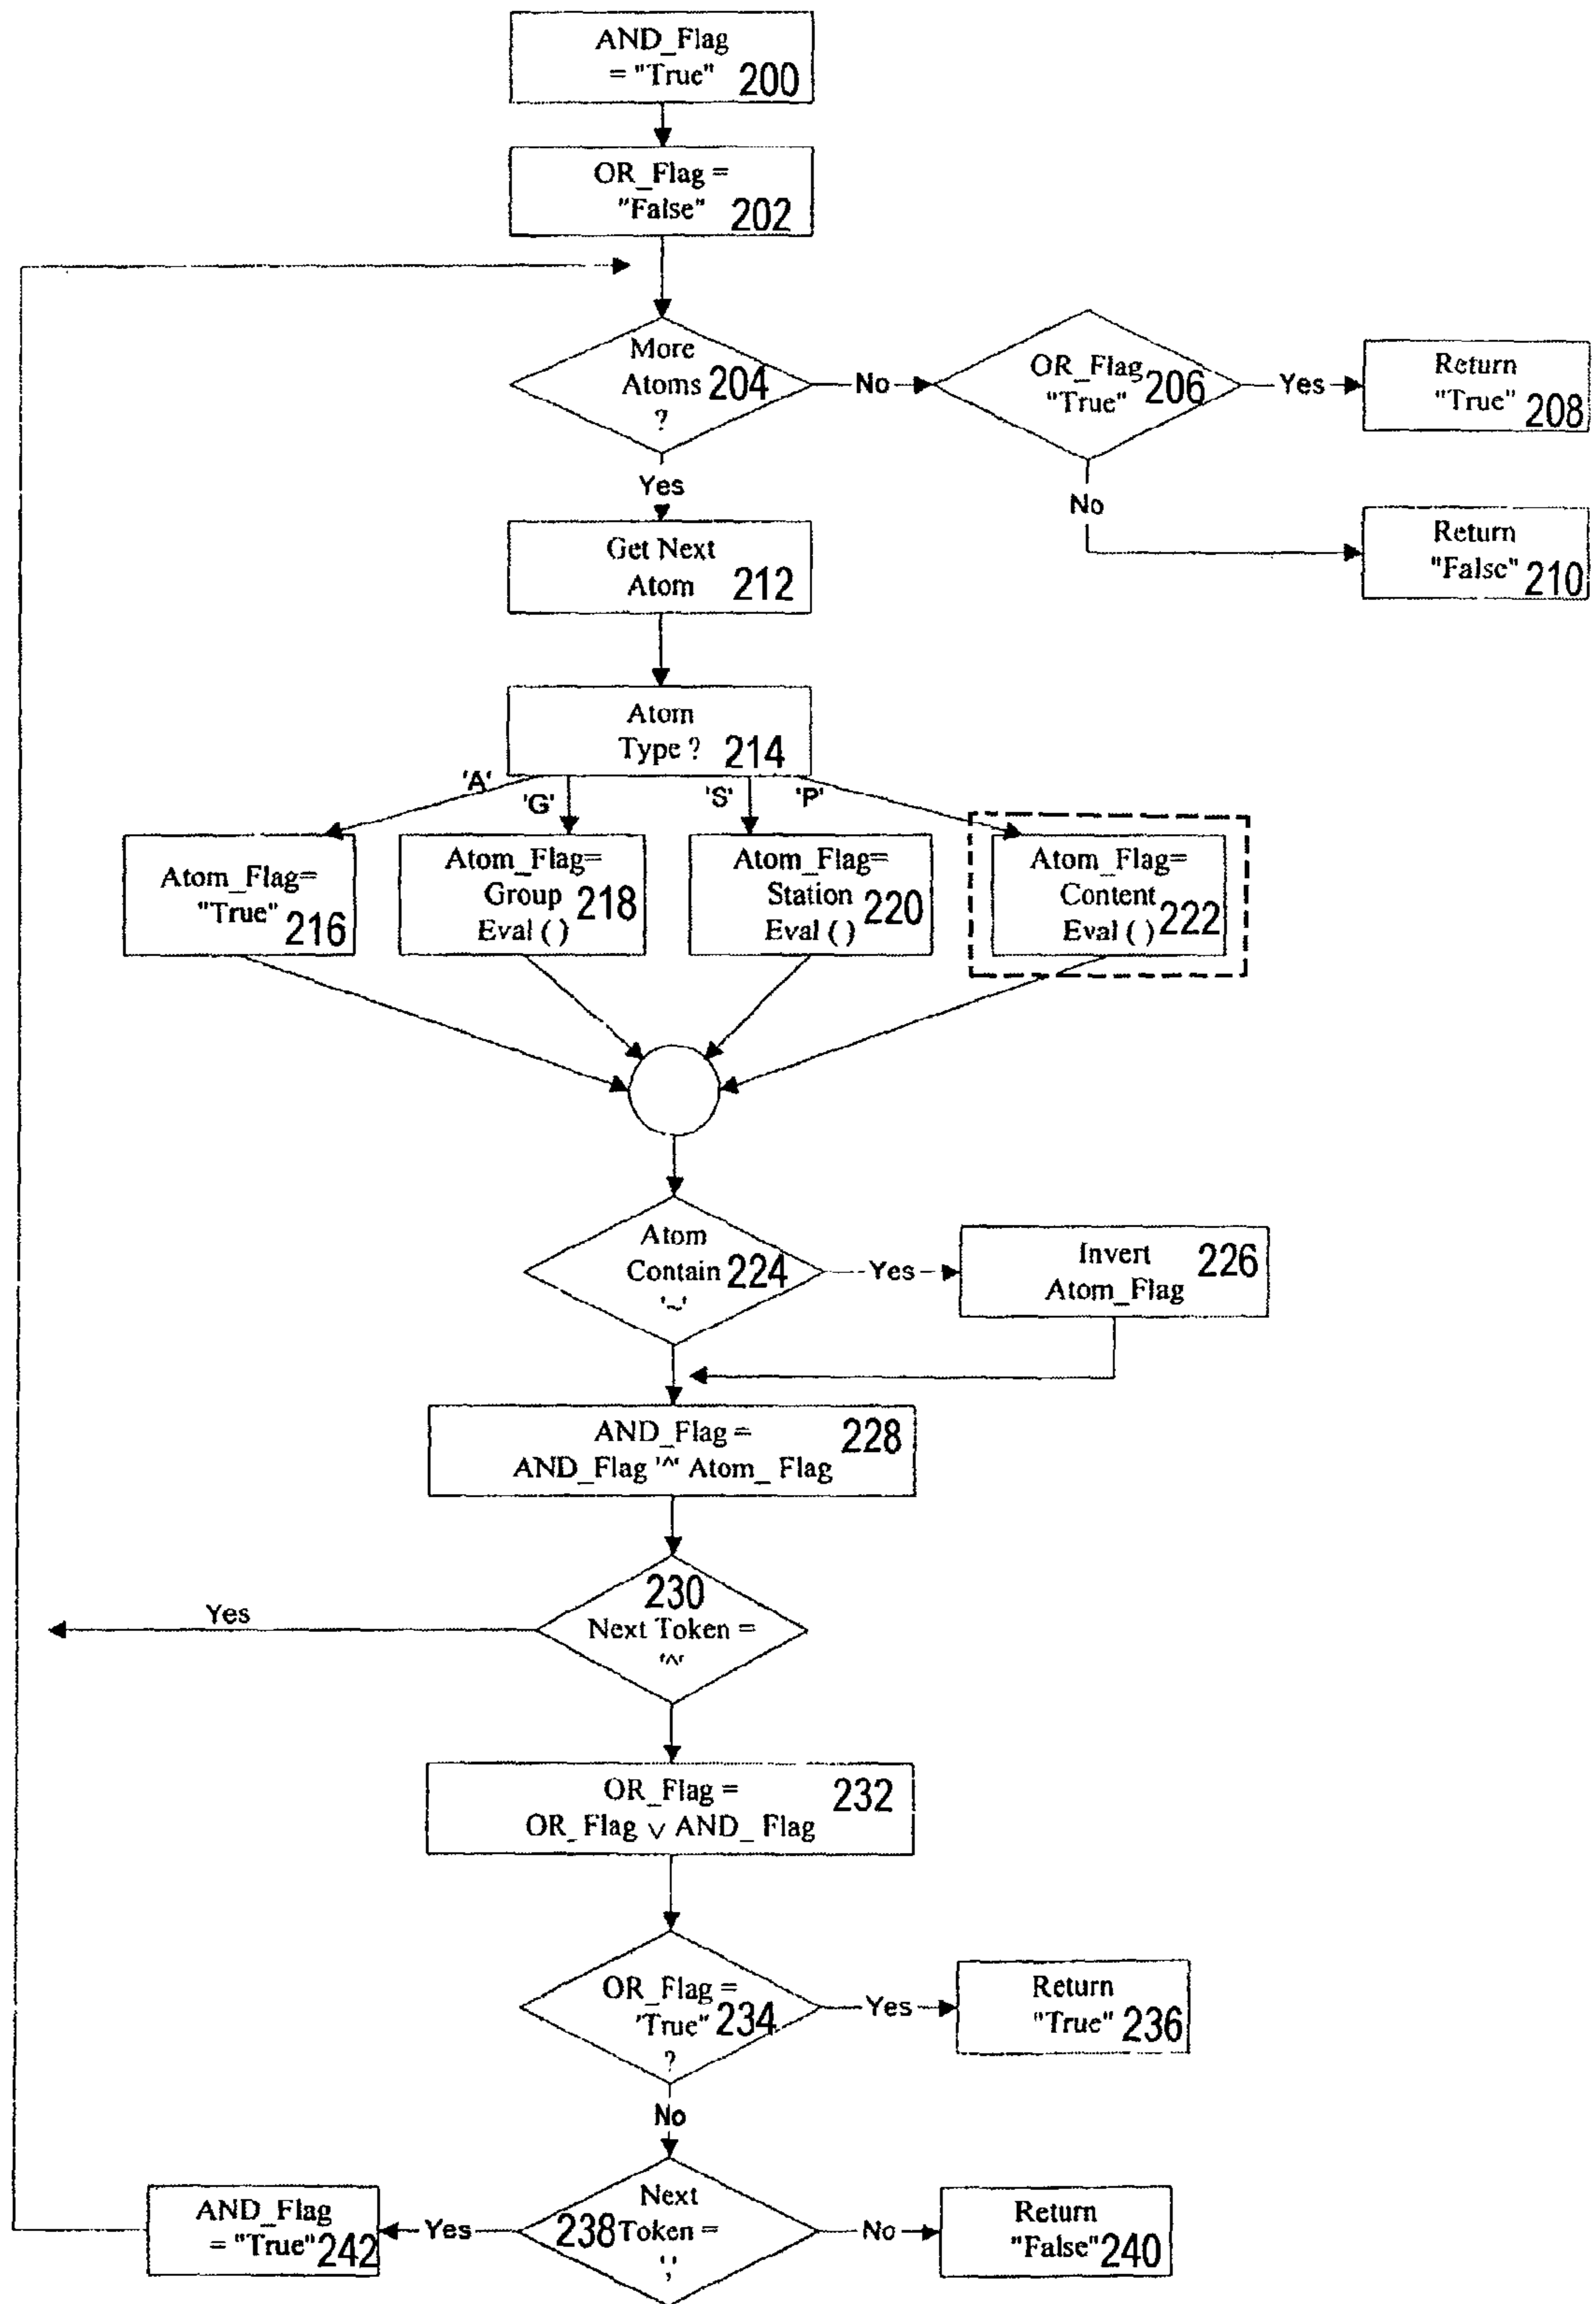 AND_Flag
= "True" 200
OR_Flag =
"False" 202
More
Atoms 204
?
No
OR_Flag
"True" 206
Yes
Return
"True" 208
No
Return
"False" 210
Yes
Get Next
Atom 212
Atom
Type ? 214
'A'
'G'
'S'
'P'
Atom_Flag=
"True" 216
Atom_Flag=
Group 218
Eval ( )
Atom_Flag=
Station 220
Eval ( )
Atom_Flag=
Content 222
Eval ( )
Atom
Contain 224
'~'
Yes
Invert 226
Atom_Flag
AND_Flag = 228
AND_Flag '^' Atom_ Flag
230
Next Token =
'^'
Yes
OR_Flag = 232
OR_Flag ∨ AND_ Flag
OR_Flag =
'True" 234
?
Yes
Return
"True" 236
No
Next
238 Token =
','
Yes
AND_Flag
= "True" 242
No
Return
"False" 240